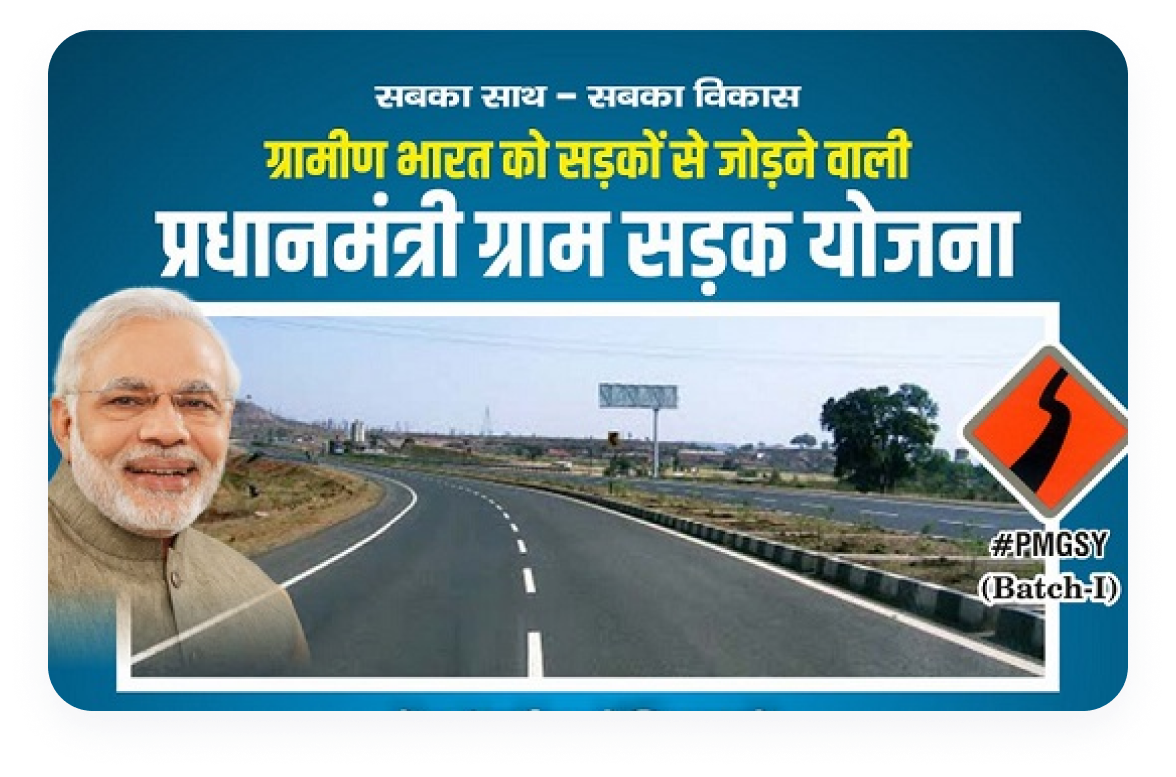 सबका साथ – सबका विकास
ग्रामीण भारत को सड़कों से जोड़ने वाली
प्रधानमंत्री ग्राम सड़क योजना
#PMGSY
(Batch-I)